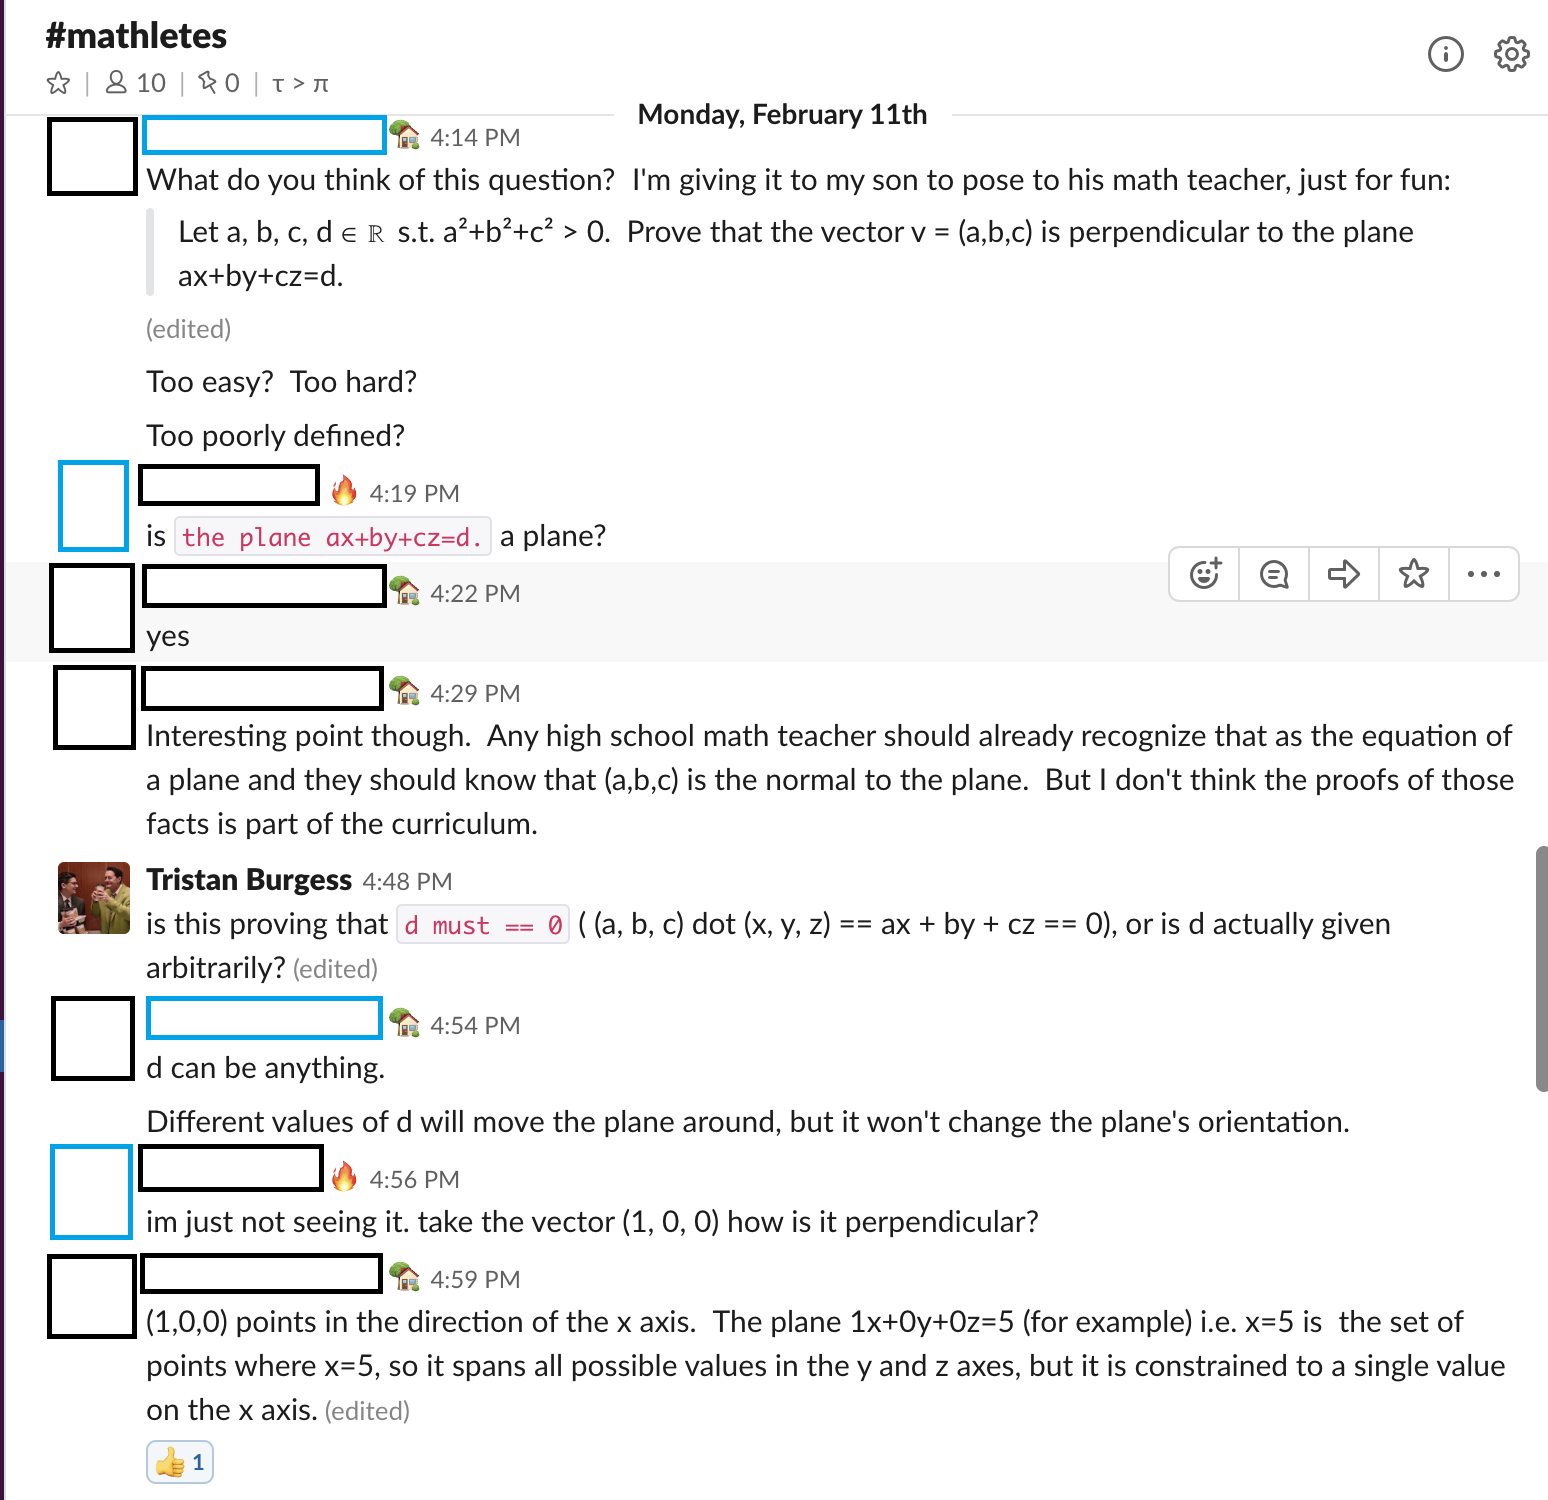 #mathletes
10 | 0 | τ > π
Monday, February 11th
4:14 PM
What do you think of this question?  I'm giving it to my son to pose to his math teacher, just for fun:
Let a, b, c, d ∈ ℝ s.t. a²+b²+c² > 0.  Prove that the vector v = (a,b,c) is perpendicular to the plane
ax+by+cz=d.
(edited)
Too easy?  Too hard?
Too poorly defined?
4:19 PM
is the plane ax+by+cz=d. a plane?
4:22 PM
yes
4:29 PM
Interesting point though.  Any high school math teacher should already recognize that as the equation of
a plane and they should know that (a,b,c) is the normal to the plane.  But I don't think the proofs of those
facts is part of the curriculum.
Tristan Burgess 4:48 PM
is this proving that d must == 0 ( (a, b, c) dot (x, y, z) == ax + by + cz == 0), or is d actually given
arbitrarily? (edited)
4:54 PM
d can be anything.
Different values of d will move the plane around, but it won't change the plane's orientation.
4:56 PM
im just not seeing it. take the vector (1, 0, 0) how is it perpendicular?
4:59 PM
(1,0,0) points in the direction of the x axis.  The plane 1x+0y+0z=5 (for example) i.e. x=5 is  the set of
points where x=5, so it spans all possible values in the y and z axes, but it is constrained to a single value
on the x axis. (edited)
1